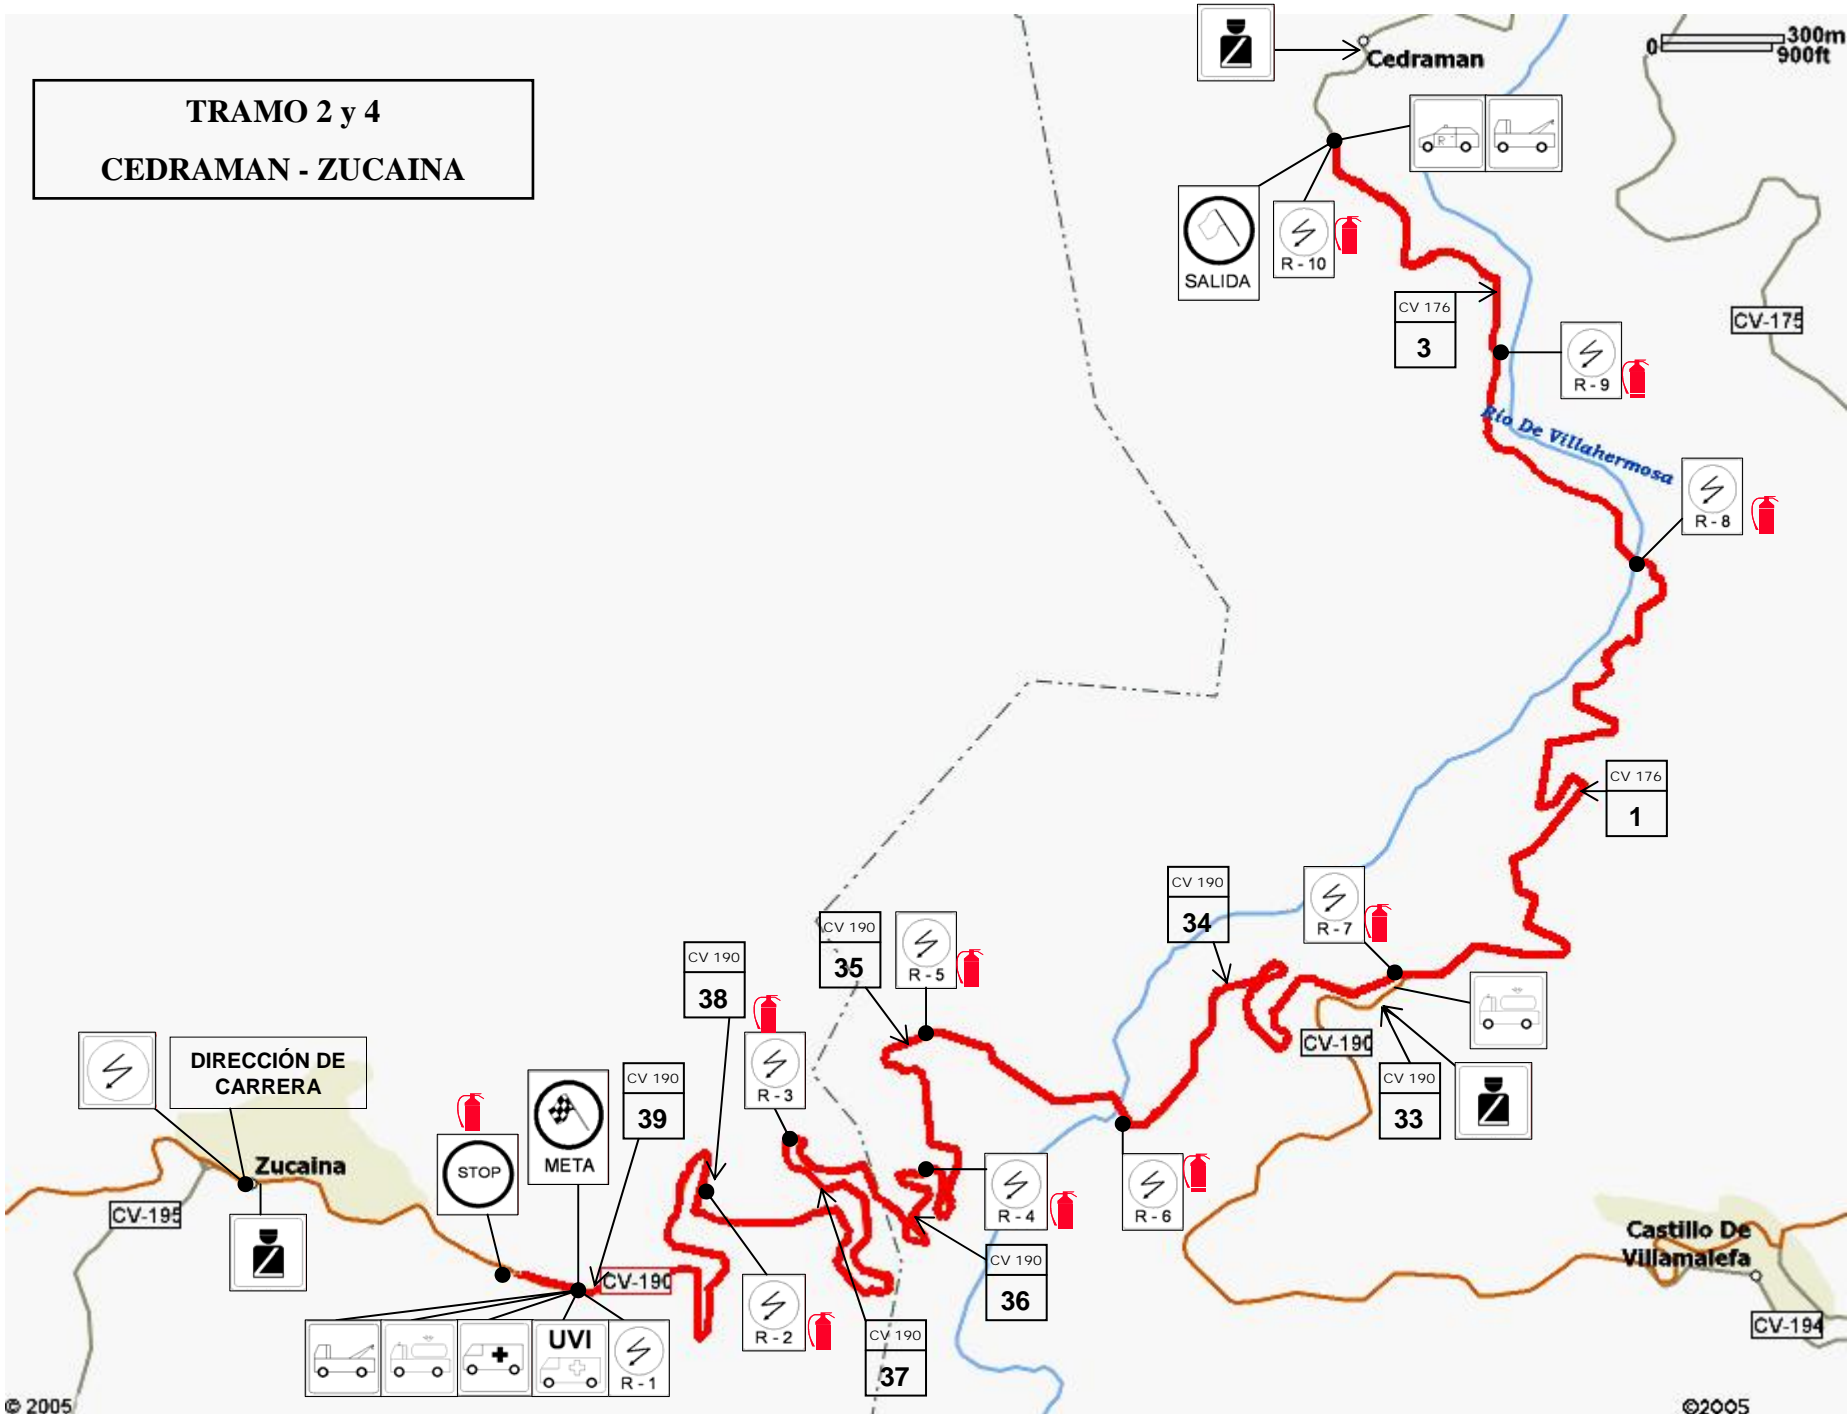 TRAMO 2 y 4
CEDRAMAN - ZUCAINA
Cedraman
0
300m
900ft
R
SALIDA
R - 10
CV 176
3
CV-175
R - 9
Rio De Villahermosa
R - 8
CV 176
1
CV 190
34
R - 7
CV 190
35
R - 5
CV 190
38
R - 3
DIRECCIÓN DE
CARRERA
CV 190
39
CV-190
CV 190
33
STOP
META
Zucaina
CV-195
R - 4
R - 6
Castillo De
Villamalefa
CV-190
CV 190
36
R - 2
CV 190
37
UVI
R - 1
CV-194
© 2005
©2005